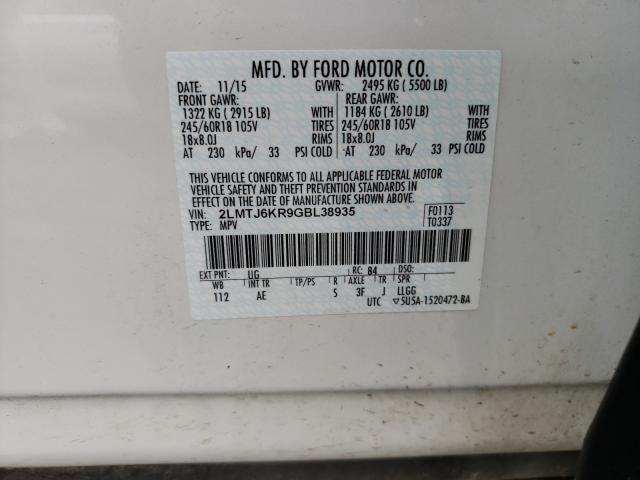 MFD. BY FORD MOTOR CO.
DATE: 11/15 GVWR: 2495 KG ( 5500 LB)
FRONT GAWR: REAR GAWR:
1322 KG ( 2915 LB) WITH 1184 KG ( 2610 LB) WITH
245/60R18 105V TIRES 245/60R18 105V TIRES
18x8.0J RIMS 18x8.0J RIMS
AT 230 kPa/ 33 PSI COLD AT 230 kPa/ 33 PSI COLD
THIS VEHICLE CONFORMS TO ALL APPLICABLE FEDERAL MOTOR
VEHICLE SAFETY AND THEFT PREVENTION STANDARDS IN
EFFECT ON THE DATE OF MANUFACTURE SHOWN ABOVE.
VIN: 2LMTJ6KR9GBL38935 F0113
TYPE: MPV T0337
EXT PNT: UG RC: 84 DSO:
WB INT TR TP/PS R AXLE TR SPR
112 AE S 3F J LLGG
UTC ▽5U5A-1520472-BA